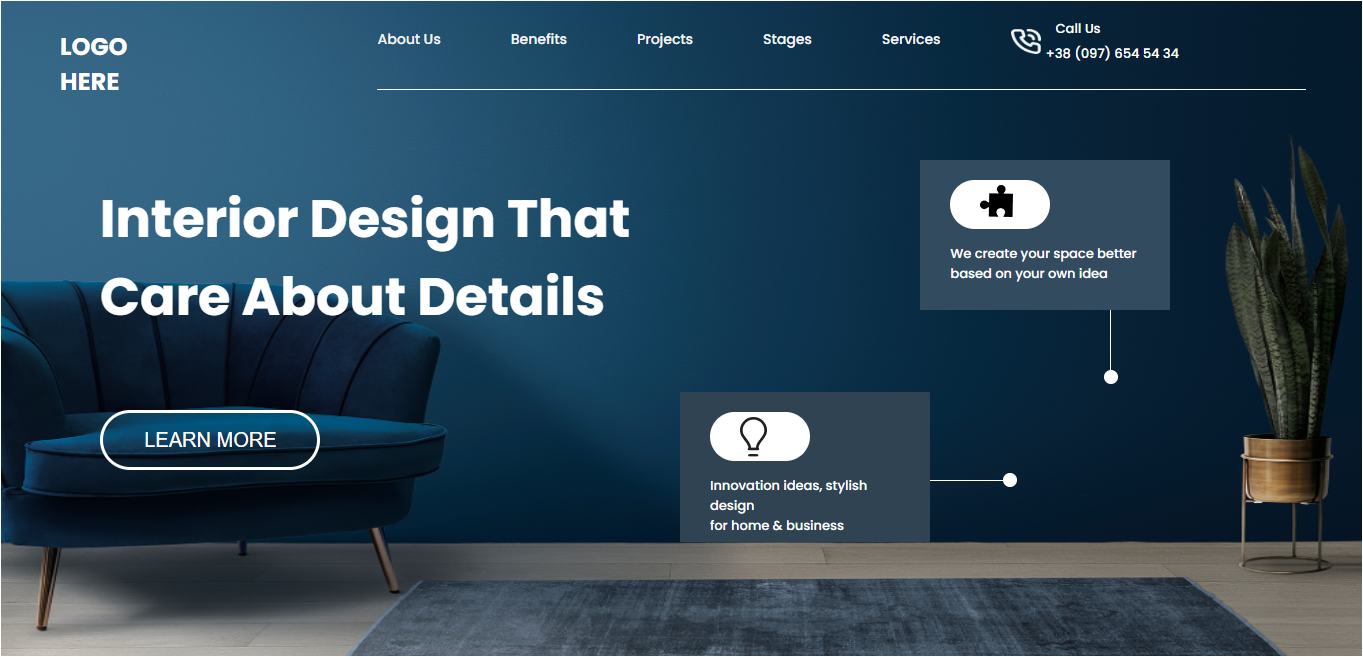 LOGO
HERE
About Us
Benefits
Projects
Stages
Services
Call Us
+38 (097) 654 54 34
Interior Design That
Care About Details
LEARN MORE
We create your space better
based on your own idea
Innovation ideas, stylish
design
for home & business